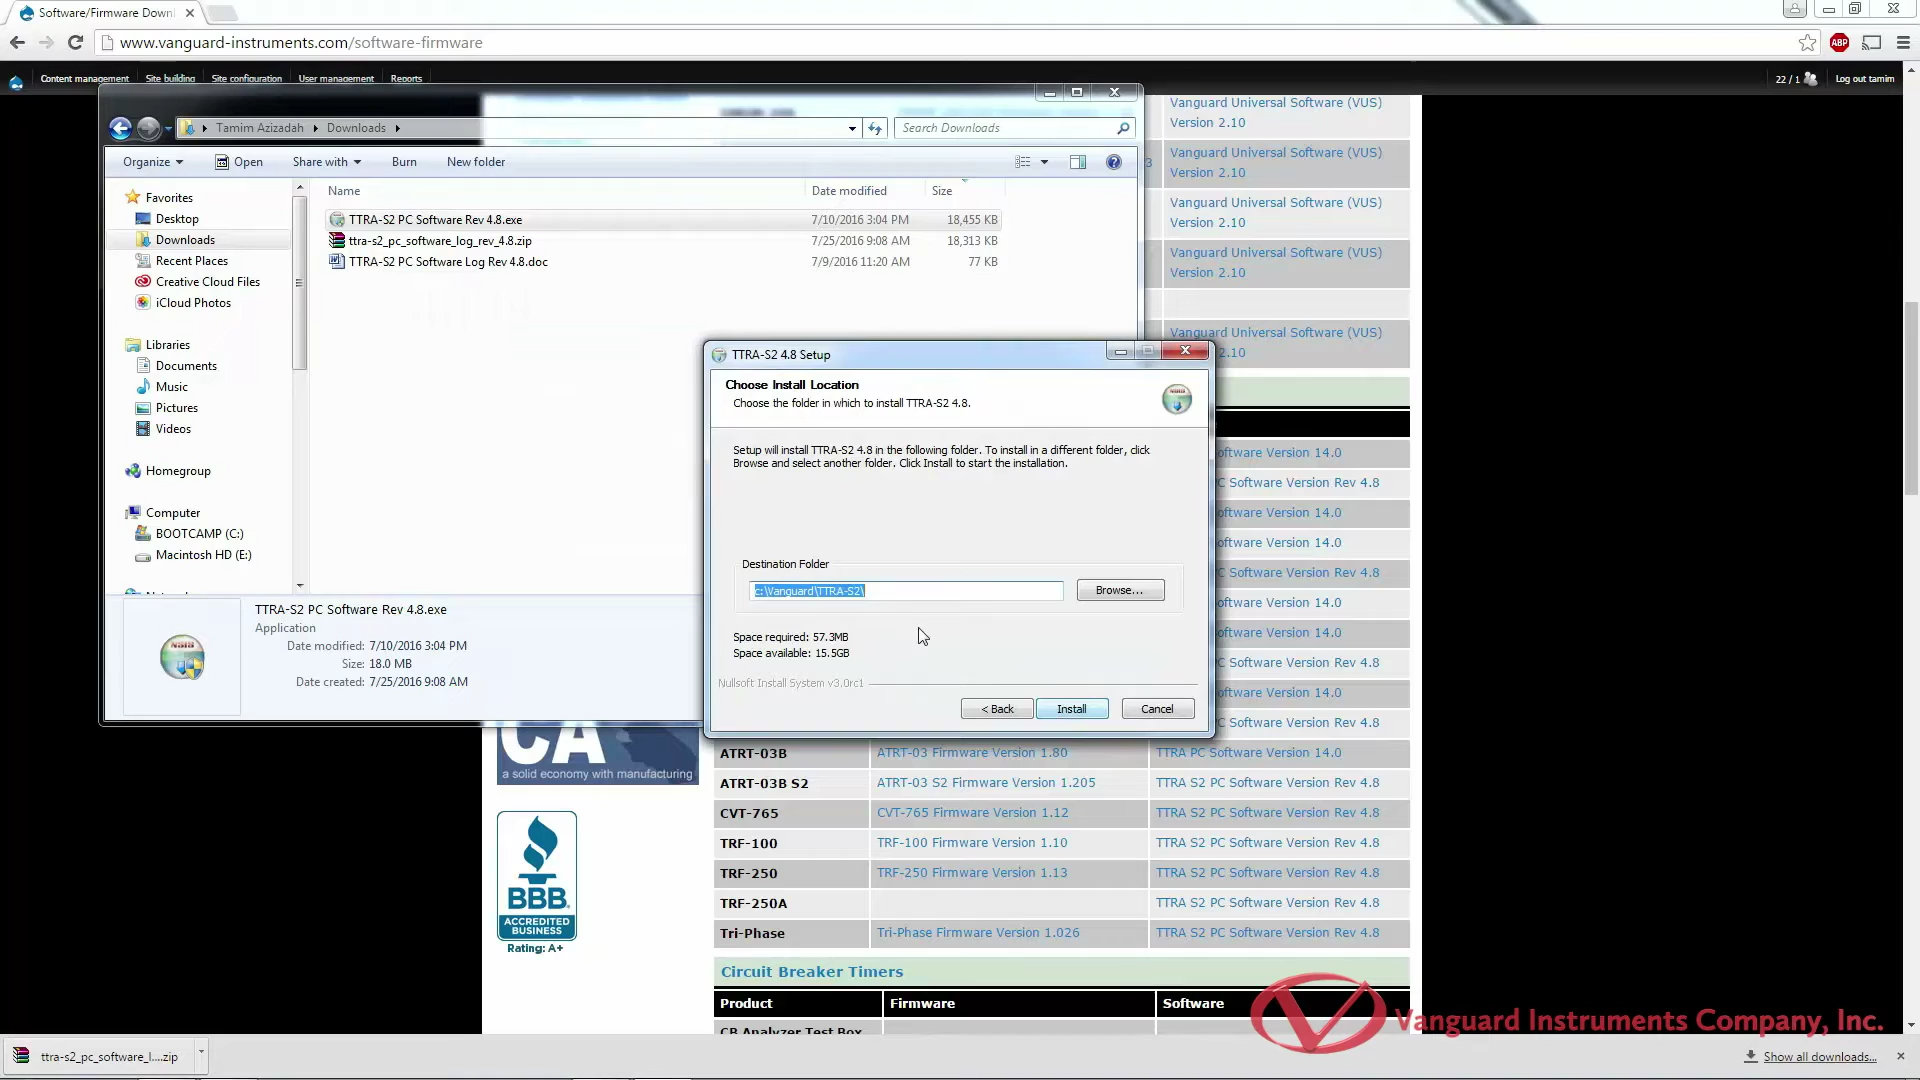 Software/Firmware Down
www.vanguard-instruments.com/software-firmware
ABP
Content management Site building Site configuration User management Reports
22 / 1 Log out tamim
Tamim Azizadah Downloads
Search Downloads
Organize Open Share with Burn New folder
Name Date modified Size
TTRA-S2 PC Software Rev 4.8.exe 7/10/2016 3:04 PM 18,455 KB
ttra-s2_pc_software_log_rev_4.8.zip 7/25/2016 9:08 AM 18,313 KB
TTRA-S2 PC Software Log Rev 4.8.doc 7/9/2016 11:20 AM 77 KB
Favorites
Desktop
Downloads
Recent Places
Creative Cloud Files
iCloud Photos
Libraries
Documents
Music
Pictures
Videos
Homegroup
Computer
BOOTCAMP (C:)
Macintosh HD (E:)
TTRA-S2 PC Software Rev 4.8.exe
Application
Date modified: 7/10/2016 3:04 PM
Size: 18.0 MB
Date created: 7/25/2016 9:08 AM
NSIS
TTRA-S2 4.8 Setup
Choose Install Location
Choose the folder in which to install TTRA-S2 4.8.
Setup will install TTRA-S2 4.8 in the following folder. To install in a different folder, click
Browse and select another folder. Click Install to start the installation.
Destination Folder
c:\Vanguard\TTRA-S2\
Browse...
Space required: 57.3MB
Space available: 15.5GB
Nullsoft Install System v3.0rc1
< Back Install Cancel
Vanguard Universal Software (VUS)
Version 2.10
3 Vanguard Universal Software (VUS)
Version 2.10
Vanguard Universal Software (VUS)
Version 2.10
Vanguard Universal Software (VUS)
Version 2.10
Vanguard Universal Software (VUS)
2.10
oftware Version 14.0
C Software Version Rev 4.8
oftware Version 14.0
oftware Version 14.0
oftware Version 14.0
oftware Version 14.0
C Software Version Rev 4.8
oftware Version 14.0
C Software Version Rev 4.8
ATRT-03B ATRT-03 Firmware Version 1.80 TTRA PC Software Version 14.0
ATRT-03B S2 ATRT-03 S2 Firmware Version 1.205 TTRA S2 PC Software Version Rev 4.8
CVT-765 CVT-765 Firmware Version 1.12 TTRA S2 PC Software Version Rev 4.8
TRF-100 TRF-100 Firmware Version 1.10 TTRA S2 PC Software Version Rev 4.8
TRF-250 TRF-250 Firmware Version 1.13 TTRA S2 PC Software Version Rev 4.8
TRF-250A TTRA S2 PC Software Version Rev 4.8
Tri-Phase Tri-Phase Firmware Version 1.026 TTRA S2 PC Software Version Rev 4.8
Circuit Breaker Timers
Product Firmware Software
CB Analyzer Test Box
CA
a solid economy with manufacturing
BBB
ACCREDITED
BUSINESS
Rating: A+
Vanguard Instruments Company, Inc.
ttra-s2_pc_software_l....zip
Show all downloads...